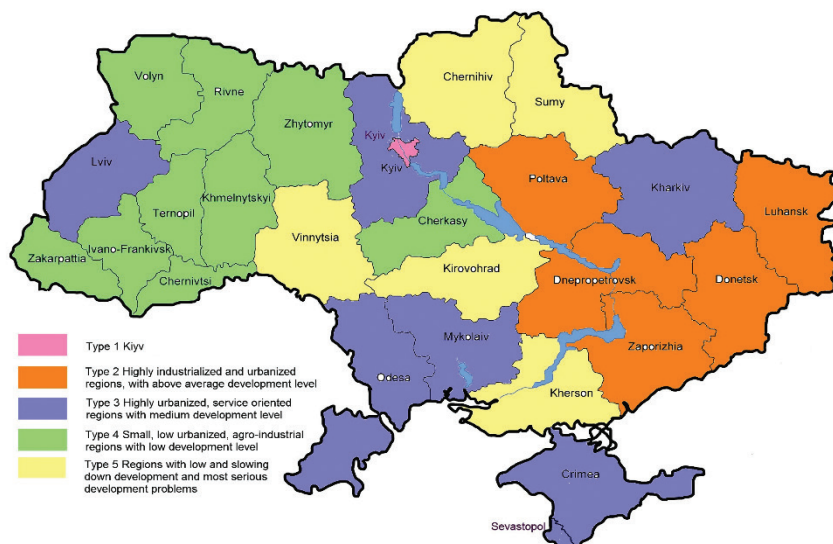 Volyn
Rivne
Chernihiv
Sumy
Zhytomyr
Kyiv
Kyiv
Lviv
Poltava
Kharkiv
Khmelnytskyi
Ternopil
Cherkasy
Luhansk
Vinnytsia
Ivano-Frankivsk
Zakarpattia
Chernivtsi
Kirovohrad
Dnepropetrovsk
Donetsk
Mykolaiv
Zaporizhia
Odesa
Kherson
Crimea
Sevastopol
Type 1 Kiyv
Type 2 Highly industrialized and urbanized
regions, with above average development level
Type 3 Highly urbanized, service oriented
regions with medium development level
Type 4 Small, low urbanized, agro-industrial
regions with low development level
Type 5 Regions with low and slowing
down development and most serious
development problems